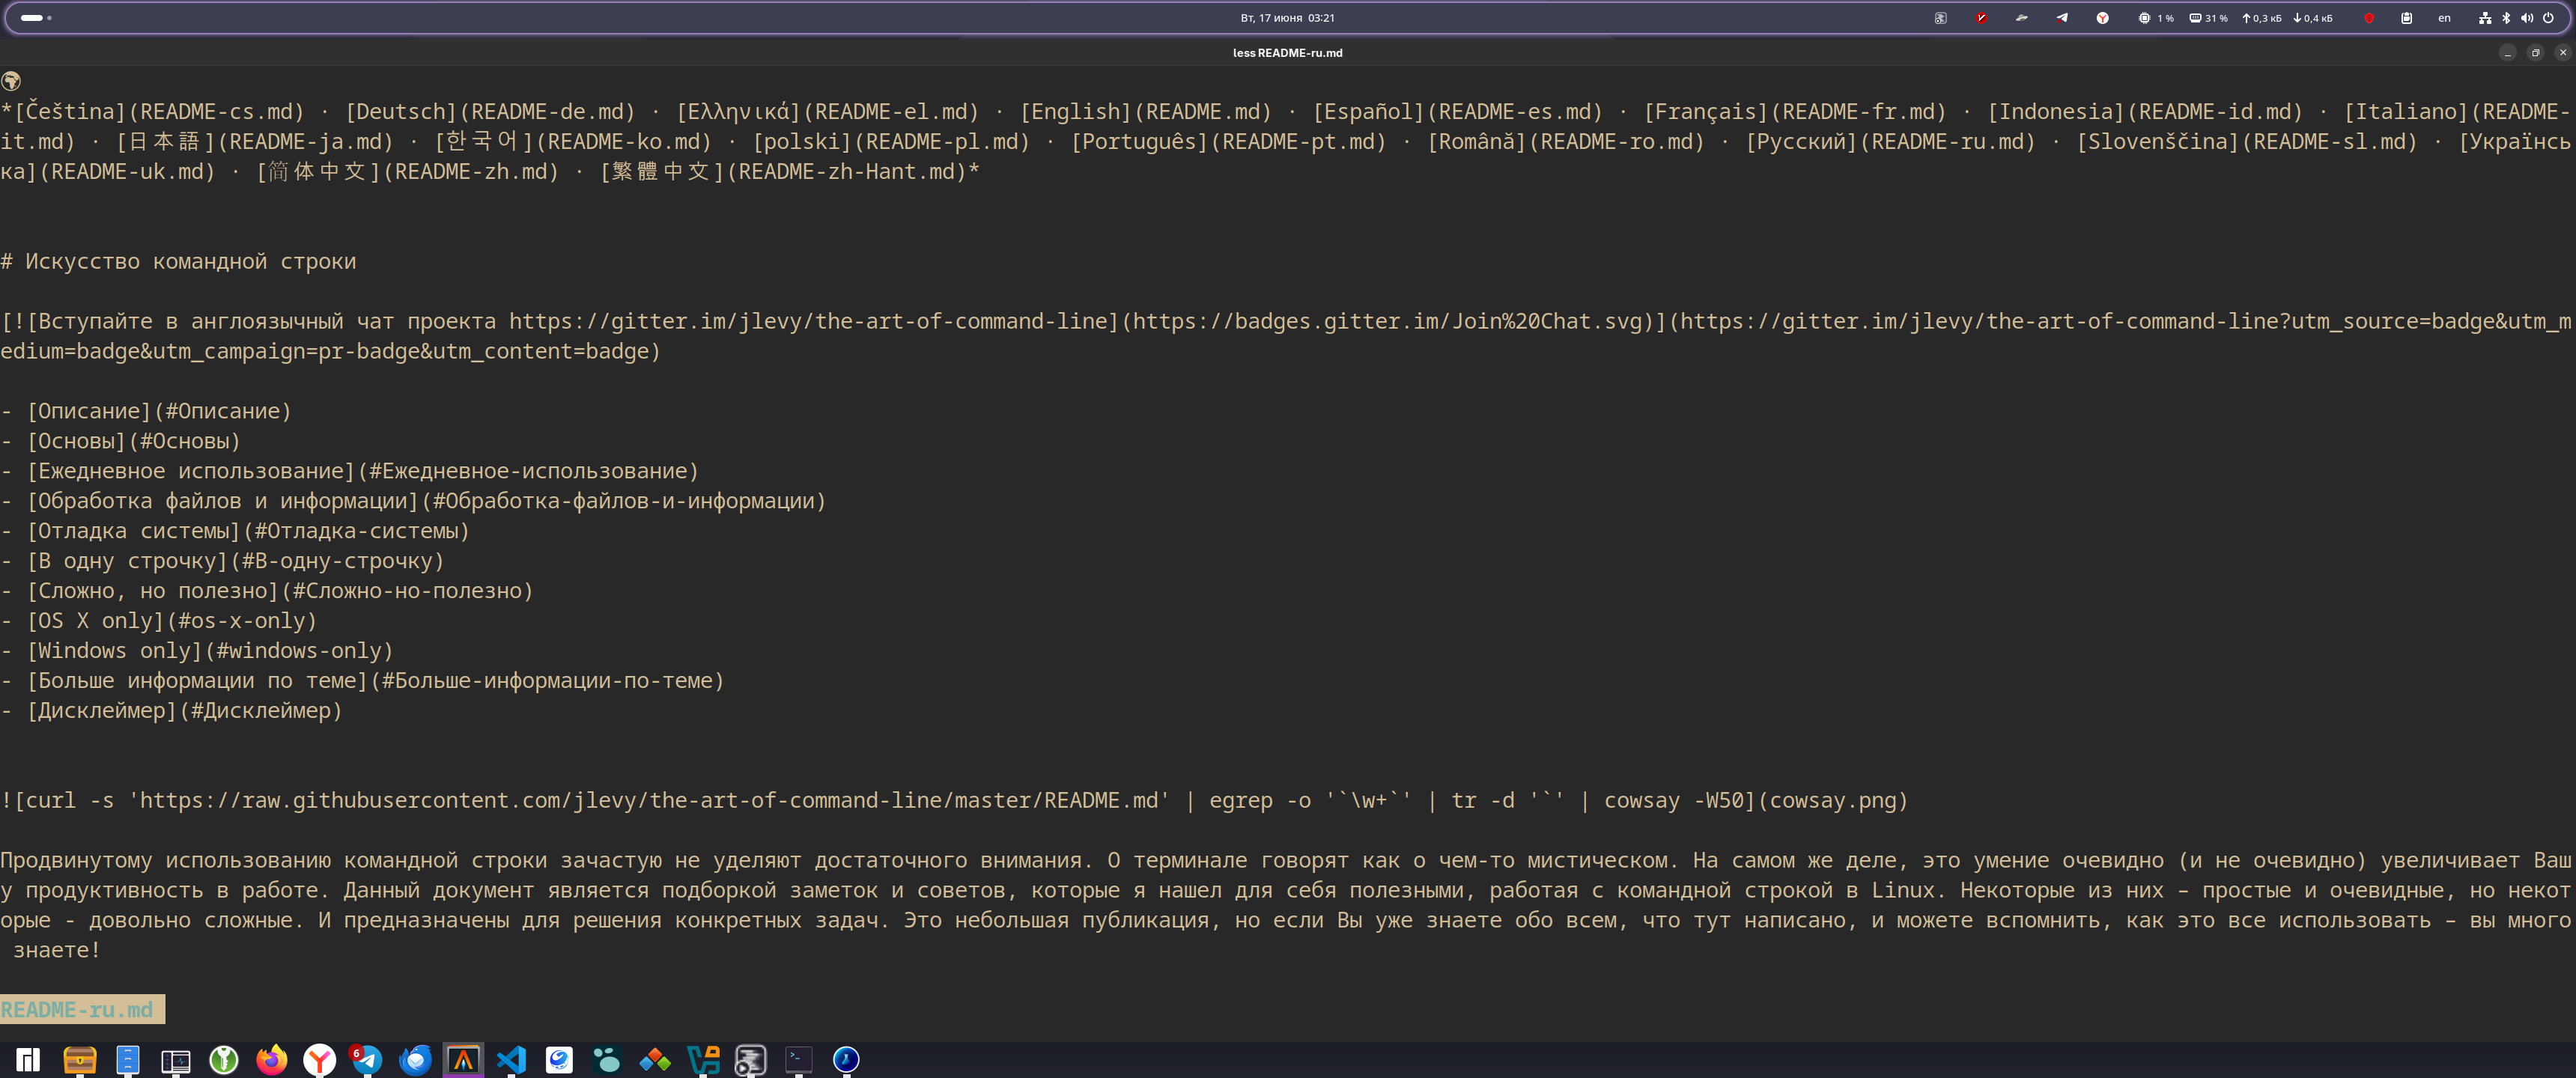 Вт, 17 июня 03:21
1 %
31 %
0,3 кБ
0,4 кБ
en
less README-ru.md
*[Čeština](README-cs.md) · [Deutsch](README-de.md) · [Ελληνικά](README-el.md) · [English](README.md) · [Español](README-es.md) · [Français](README-fr.md) · [Indonesia](README-id.md) · [Italiano](README-
it.md) · [日本語](README-ja.md) · [한국어](README-ko.md) · [polski](README-pl.md) · [Português](README-pt.md) · [Română](README-ro.md) · [Русский](README-ru.md) · [Slovenščina](README-sl.md) · [Українсь
ка](README-uk.md) · [简体中文](README-zh.md) · [繁體中文](README-zh-Hant.md)*
# Искусство командной строки
[![Вступайте в англоязычный чат проекта https://gitter.im/jlevy/the-art-of-command-line](https://badges.gitter.im/Join%20Chat.svg)](https://gitter.im/jlevy/the-art-of-command-line?utm_source=badge&utm_m
edium=badge&utm_campaign=pr-badge&utm_content=badge)
- [Описание](#Описание)
- [Основы](#Основы)
- [Ежедневное использование](#Ежедневное-использование)
- [Обработка файлов и информации](#Обработка-файлов-и-информации)
- [Отладка системы](#Отладка-системы)
- [В одну строчку](#В-одну-строчку)
- [Сложно, но полезно](#Сложно-но-полезно)
- [OS X only](#os-x-only)
- [Windows only](#windows-only)
- [Больше информации по теме](#Больше-информации-по-теме)
- [Дисклеймер](#Дисклеймер)
![curl -s 'https://raw.githubusercontent.com/jlevy/the-art-of-command-line/master/README.md' | egrep -o '`\w+`' | tr -d '`' | cowsay -W50](cowsay.png)
Продвинутому использованию командной строки зачастую не уделяют достаточного внимания. О терминале говорят как о чем-то мистическом. На самом же деле, это умение очевидно (и не очевидно) увеличивает Ваш
у продуктивность в работе. Данный документ является подборкой заметок и советов, которые я нашел для себя полезными, работая с командной строкой в Linux. Некоторые из них – простые и очевидные, но некот
орые - довольно сложные. И предназначены для решения конкретных задач. Это небольшая публикация, но если Вы уже знаете обо всем, что тут написано, и можете вспомнить, как это все использовать – вы много
знаете!
README-ru.md
6